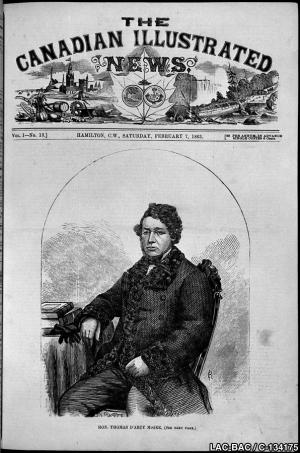 THE
CANADIAN ILLUSTRATED
NEWS
VOL. I—No. 13.] HAMILTON, C.W., SATURDAY, FEBRUARY 7, 1863.
HON. THOMAS D'ARCY McGEE, (SEE NEXT PAGE.)
LAC-BAC / C-134175